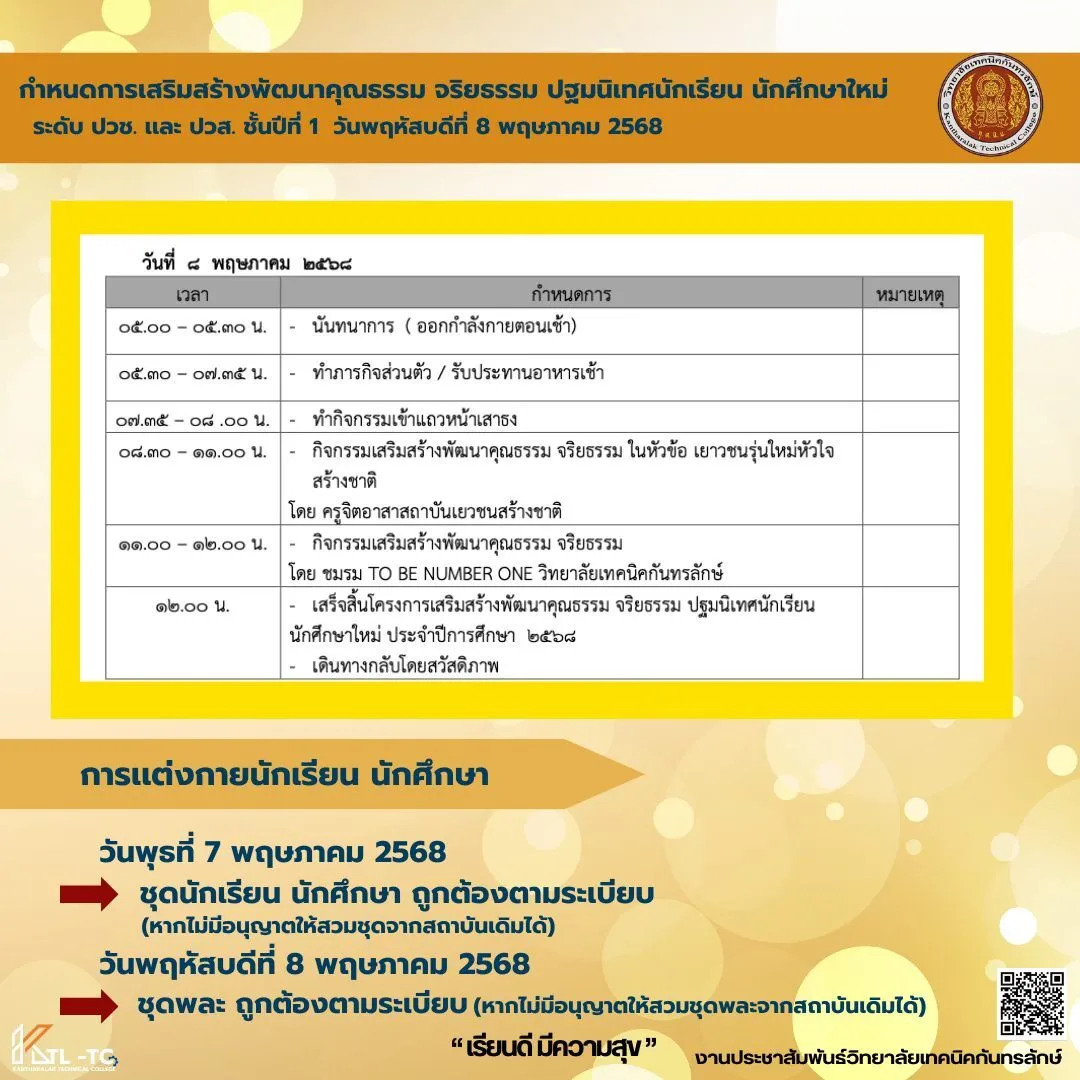 กำหนดการเสริมสร้างพัฒนาคุณธรรม จริยธรรม ปฐมนิเทศนักเรียน นักศึกษาใหม่
ระดับ ปวช. และ ปวส. ชั้นปีที่ 1 วันพฤหัสบดีที่ 8 พฤษภาคม 2568
วิทยาลัยเทคนิคกันทรลักษ์
Kantharalak Technical College
วันที่ ๘ พฤษภาคม ๒๕๖๘
เวลา กำหนดการ หมายเหตุ
๐๕.๐๐ – ๐๕.๓๐ น. - นันทนาการ ( ออกกำลังกายตอนเช้า)
๐๕.๓๐ – ๐๗.๓๕ น. - ทำภารกิจส่วนตัว / รับประทานอาหารเช้า
๐๗.๓๕ – ๐๘ .๐๐ น. - ทำกิจกรรมเข้าแถวหน้าเสาธง
๐๘.๓๐ – ๑๑.๐๐ น. - กิจกรรมเสริมสร้างพัฒนาคุณธรรม จริยธรรม ในหัวข้อ เยาวชนรุ่นใหม่หัวใจ
สร้างชาติ
โดย ครูจิตอาสาสถาบันเยวชนสร้างชาติ
๑๑.๐๐ – ๑๒.๐๐ น. - กิจกรรมเสริมสร้างพัฒนาคุณธรรม จริยธรรม
โดย ชมรม TO BE NUMBER ONE วิทยาลัยเทคนิคกันทรลักษ์
๑๒.๐๐ น. - เสร็จสิ้นโครงการเสริมสร้างพัฒนาคุณธรรม จริยธรรม ปฐมนิเทศนักเรียน
นักศึกษาใหม่ ประจำปีการศึกษา ๒๕๖๘
- เดินทางกลับโดยสวัสดิภาพ
การแต่งกายนักเรียน นักศึกษา
วันพุธที่ 7 พฤษภาคม 2568
ชุดนักเรียน นักศึกษา ถูกต้องตามระเบียบ
(หากไม่มีอนุญาตให้สวมชุดจากสถาบันเดิมได้)
วันพฤหัสบดีที่ 8 พฤษภาคม 2568
ชุดพละ ถูกต้องตามระเบียบ (หากไม่มีอนุญาตให้สวมชุดพละจากสถาบันเดิมได้)
KTL -TC
KANTHARALAK TECHNICAL COLLEGE
“ เรียนดี มีความสุข ”
งานประชาสัมพันธ์วิทยาลัยเทคนิคกันทรลักษ์